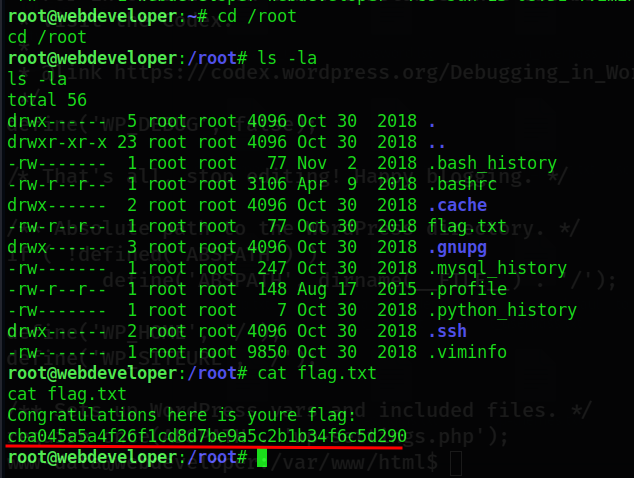 root@webdeveloper:~# cd /root
cd /root
root@webdeveloper:/root# ls -la
ls -la
total 56
drwx------  5 root root 4096 Oct 30  2018 .
drwxr-xr-x 23 root root 4096 Oct 30  2018 ..
-rw-------  1 root root   77 Nov  2  2018 .bash_history
-rw-r--r--  1 root root 3106 Apr  9  2018 .bashrc
drwx------  2 root root 4096 Oct 30  2018 .cache
-rw-r--r--  1 root root   77 Oct 30  2018 flag.txt
drwx------  3 root root 4096 Oct 30  2018 .gnupg
-rw-------  1 root root  247 Oct 30  2018 .mysql_history
-rw-r--r--  1 root root  148 Aug 17  2015 .profile
-rw-------  1 root root    7 Oct 30  2018 .python_history
drwx------  2 root root 4096 Oct 30  2018 .ssh
-rw-------  1 root root 9850 Oct 30  2018 .viminfo
root@webdeveloper:/root# cat flag.txt
cat flag.txt
Congratulations here is youre flag:
cba045a5a4f26f1cd8d7be9a5c2b1b34f6c5d290
root@webdeveloper:/root#